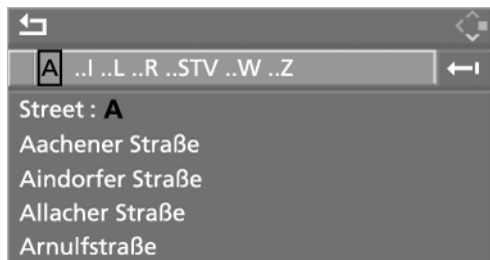 A ..I ..L ..R ..STV ..W ..Z
Street : A
Aachener Straße
Aindorfer Straße
Allacher Straße
Arnulfstraße